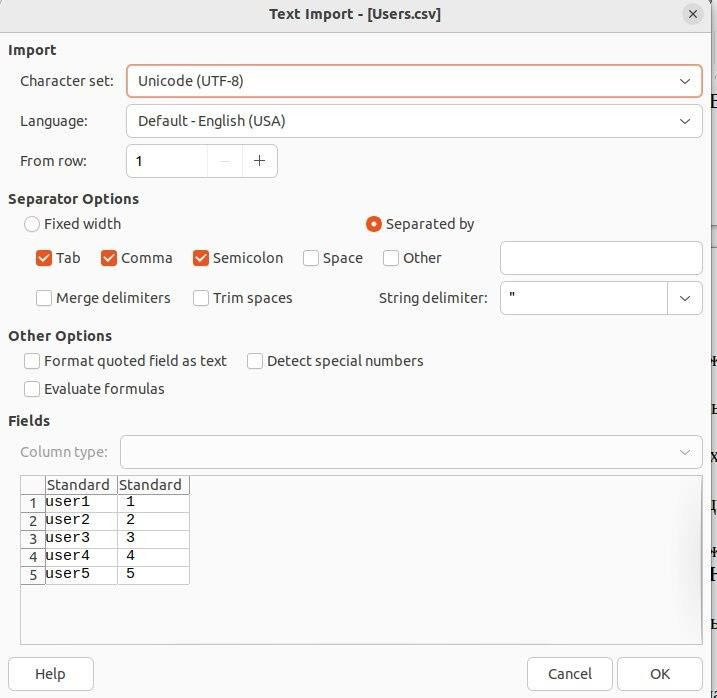 Text Import - [Users.csv]
Import
Character set: Unicode (UTF-8)
Language: Default - English (USA)
From row: 1 – +
Separator Options
Fixed width Separated by
Tab Comma Semicolon Space Other
Merge delimiters Trim spaces String delimiter: "
Other Options
Format quoted field as text Detect special numbers
Evaluate formulas
Fields
Column type:
Standard Standard
1 user1 1
2 user2 2
3 user3 3
4 user4 4
5 user5 5
Help Cancel OK